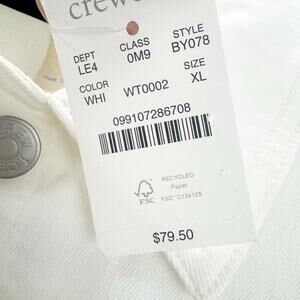 crew
DEPT CLASS STYLE
LE4 0M9 BY078
COLOR SIZE
WHI WT0002 XL
099107286708
RECYCLED
Paper
FSC
FSC™ C134125
$79.50